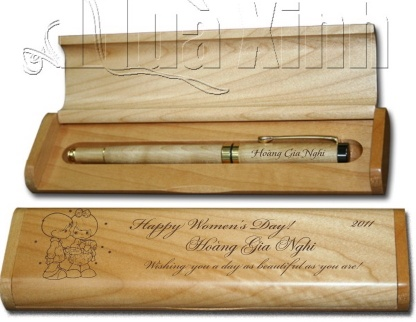 Muà Xinh
Hoàng Gia Nghi
Happy Women's Day!
2011
Hoàng Gia Nghi
Wishing you a day as beautiful as you are!